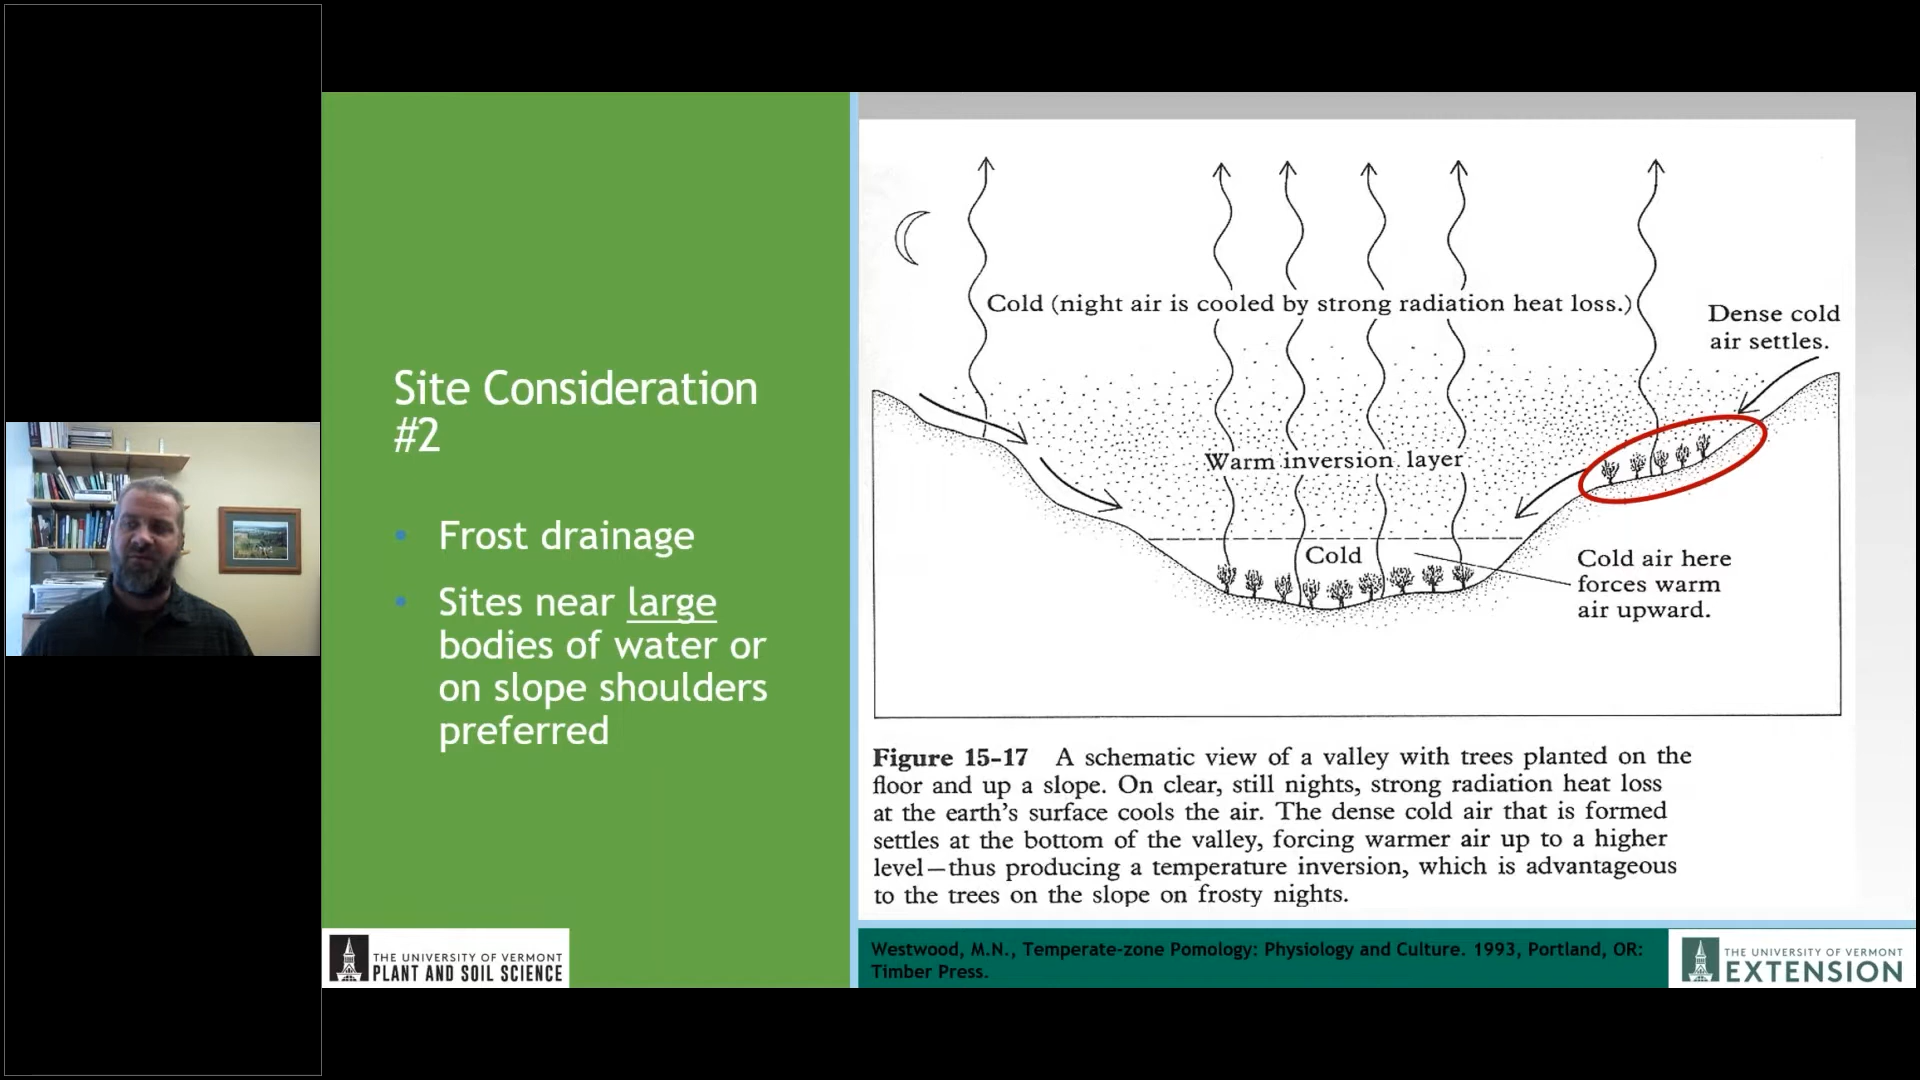 Site Consideration
#2
• Frost drainage
• Sites near large
bodies of water or
on slope shoulders
preferred
THE UNIVERSITY OF VERMONT
PLANT AND SOIL SCIENCE
Cold (night air is cooled by strong radiation heat loss.)
Dense cold
air settles.
Warm inversion layer
Cold
Cold air here
forces warm
air upward.
Figure 15-17 A schematic view of a valley with trees planted on the
floor and up a slope. On clear, still nights, strong radiation heat loss
at the earth's surface cools the air. The dense cold air that is formed
settles at the bottom of the valley, forcing warmer air up to a higher
level—thus producing a temperature inversion, which is advantageous
to the trees on the slope on frosty nights.
Westwood, M.N., Temperate-zone Pomology: Physiology and Culture. 1993, Portland, OR:
Timber Press.
THE UNIVERSITY OF VERMONT
EXTENSION